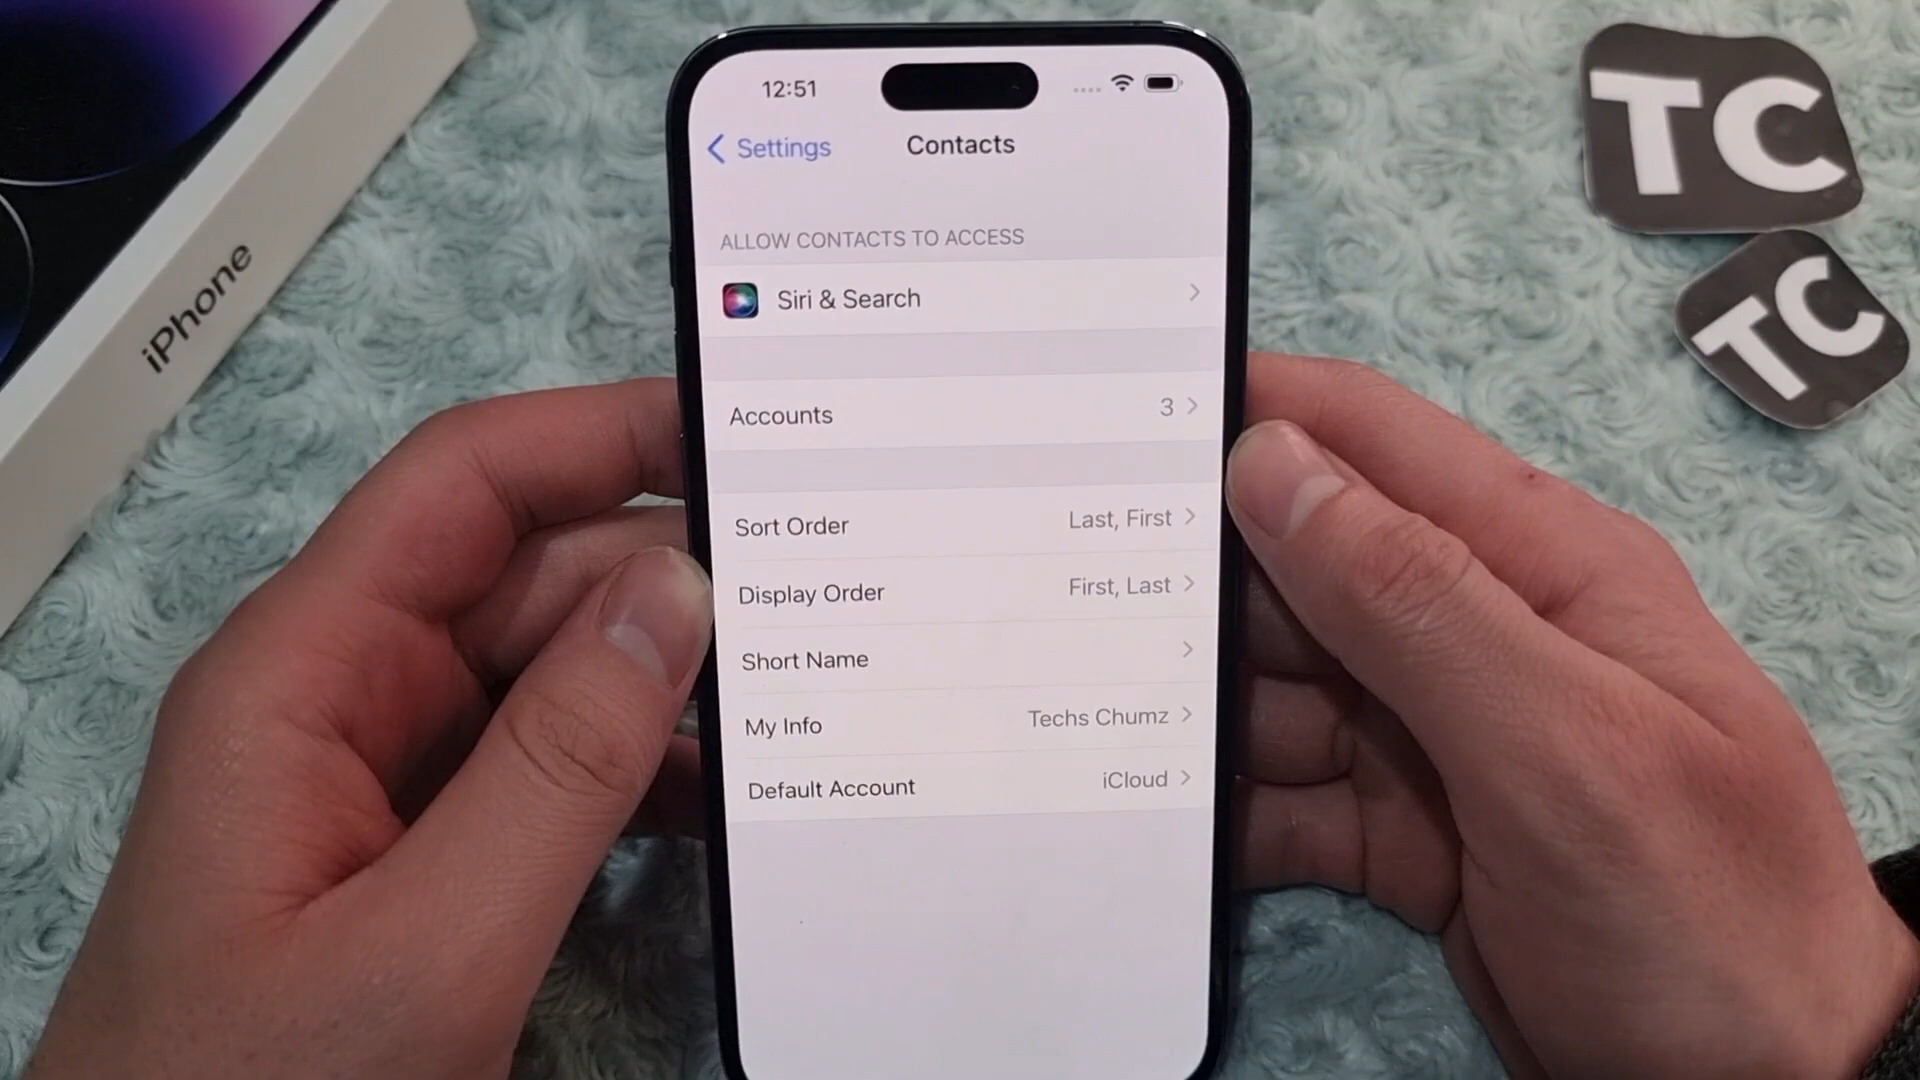 12:51
Settings
Contacts
ALLOW CONTACTS TO ACCESS
Siri & Search
Accounts 3
Sort Order Last, First
Display Order First, Last
Short Name
My Info Techs Chumz
Default Account iCloud
iPhone
TC
TC